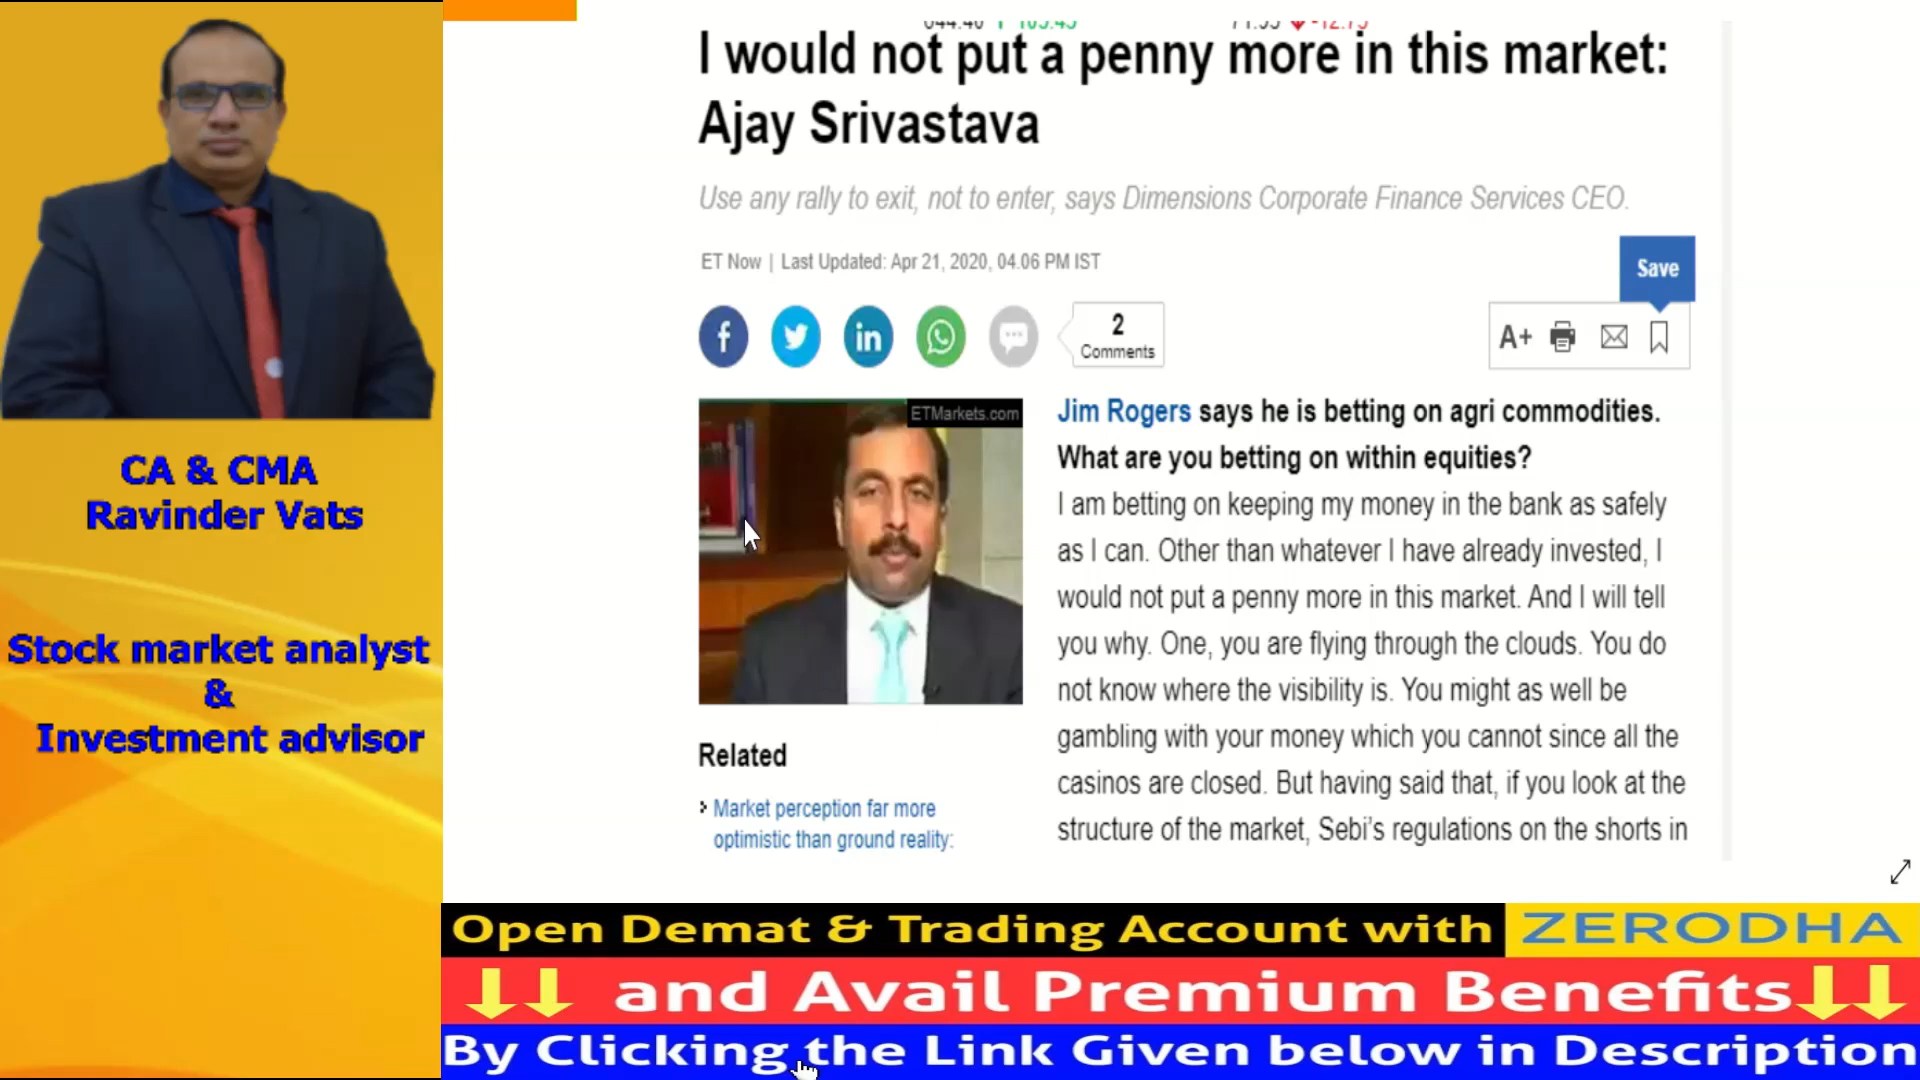 CA & CMA
Ravinder Vats
Stock market analyst
&
Investment advisor
I would not put a penny more in this market:
Ajay Srivastava
Use any rally to exit, not to enter, says Dimensions Corporate Finance Services CEO.
ET Now | Last Updated: Apr 21, 2020, 04.06 PM IST
Save
2
Comments
A+
ETMarkets.com
Jim Rogers says he is betting on agri commodities.
What are you betting on within equities?
I am betting on keeping my money in the bank as safely
as I can. Other than whatever I have already invested, I
would not put a penny more in this market. And I will tell
you why. One, you are flying through the clouds. You do
not know where the visibility is. You might as well be
gambling with your money which you cannot since all the
casinos are closed. But having said that, if you look at the
structure of the market, Sebi's regulations on the shorts in
Related
Market perception far more
optimistic than ground reality:
Open Demat & Trading Account with ZERODHA
and Avail Premium Benefits
By Clicking the Link Given below in Description